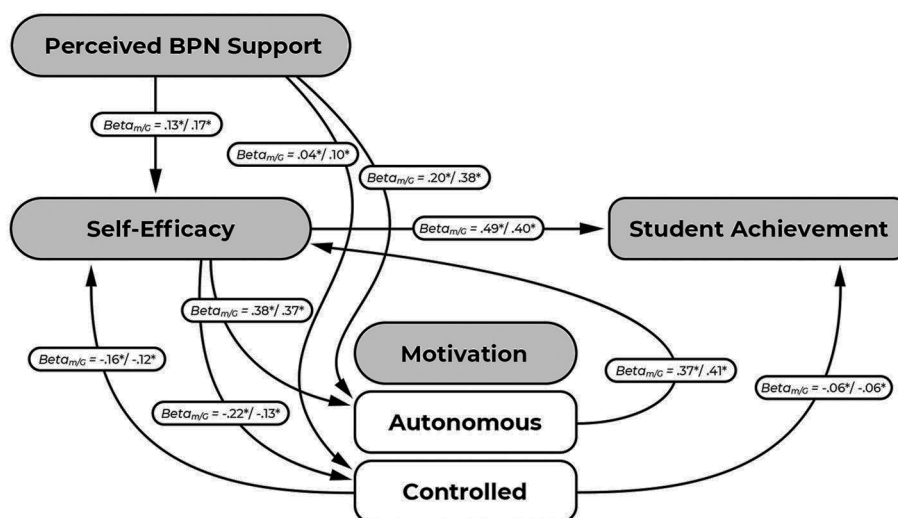 Perceived BPN Support
Beta m/G = .13*/ .17*
Beta m/G = .04*/ .10*
Beta m/G = .20*/ .38*
Self-Efficacy
Beta m/G = .49*/ .40*
Student Achievement
Beta m/G = .38*/ .37*
Motivation
Beta m/G = -.16*/ -.12*
Beta m/G = .37*/ .41*
Beta m/G = -.06*/ -.06*
Beta m/G = -.22*/ -.13*
Autonomous
Controlled